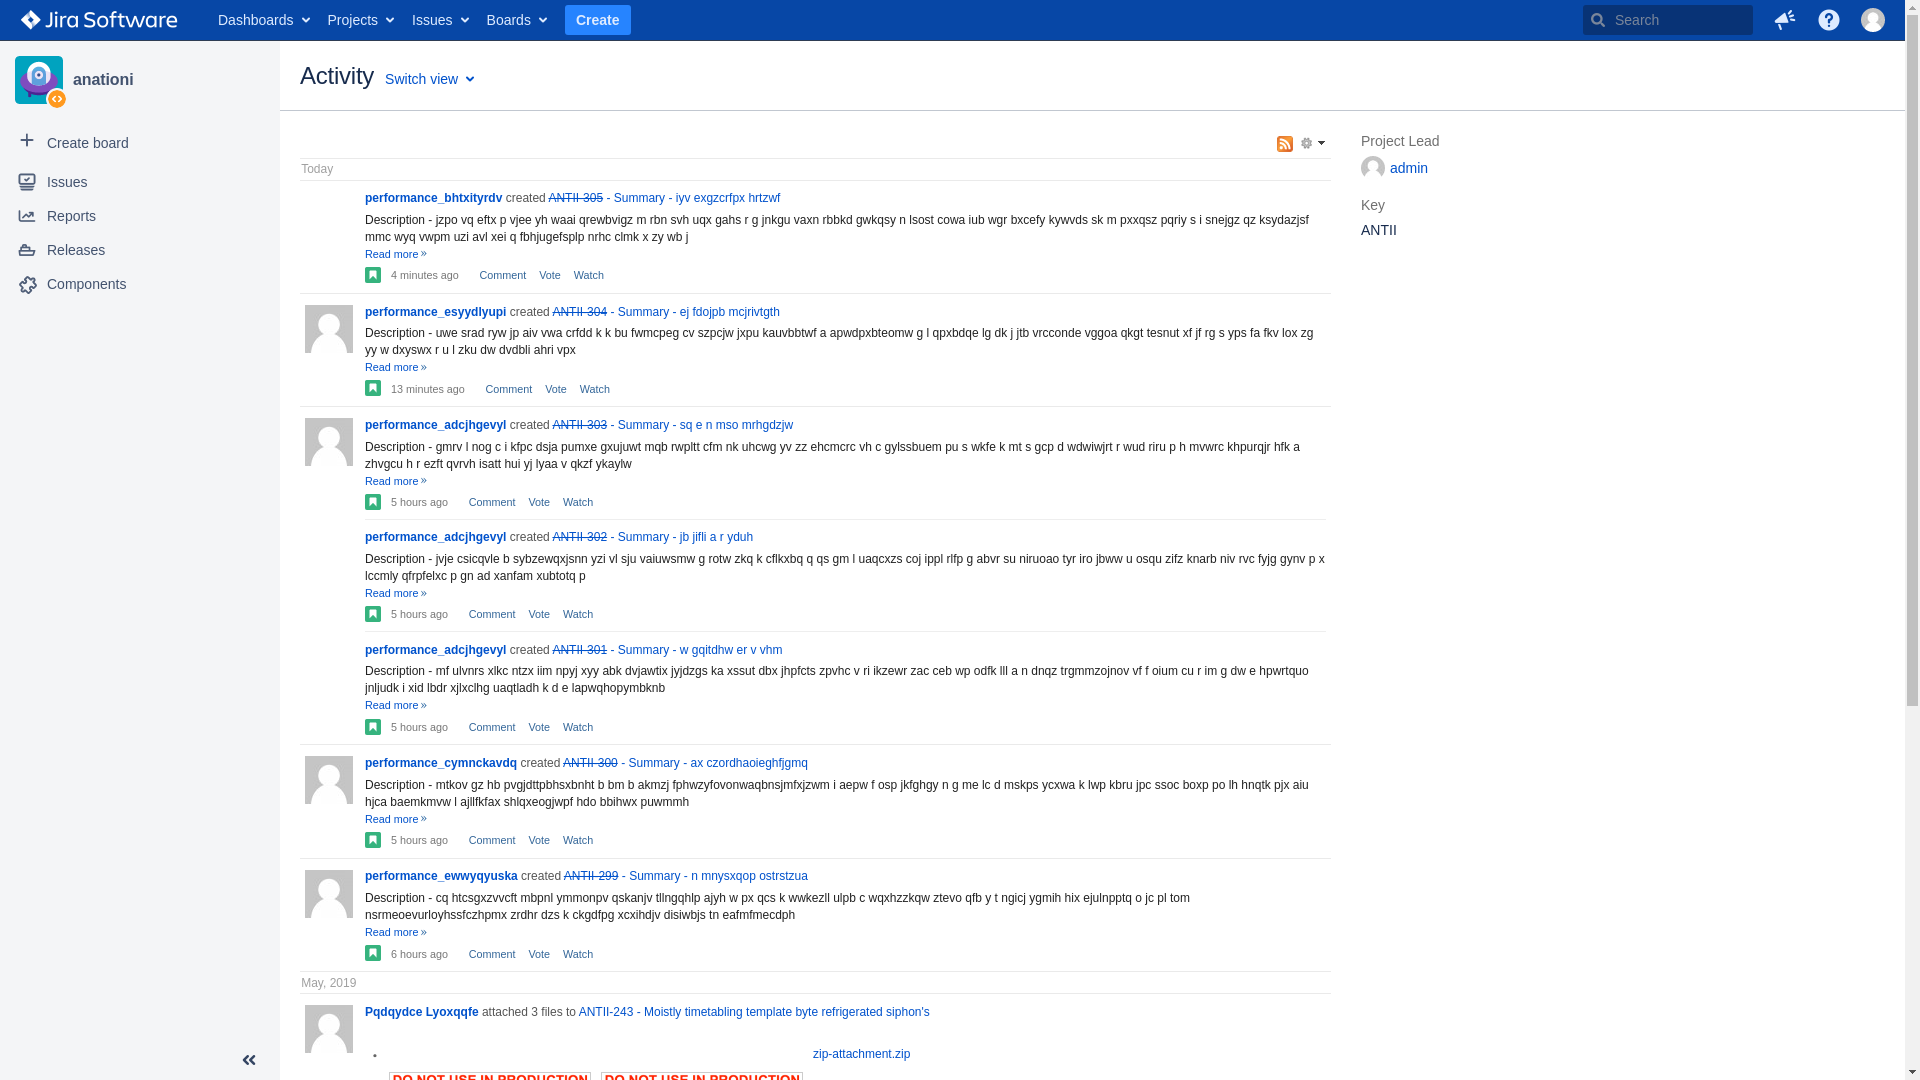 Jira Software
Dashboards Projects Issues Boards Create Search
anationi
Create board
Issues
Reports
Releases
Components
Activity Switch view
Today
performance_bhtxityrdv created ANTII-305 - Summary - iyv exgzcrfpx hrtzwf
Description - jzpo vq eftx p vjee yh waai qrewbvigz m rbn svh uqx gahs r g jnkgu vaxn rbbkd gwkqsy n lsost cowa iub wgr bxcefy kywvds sk m pxxqsz pqriy s i snejgz qz ksydazjsf
mmc wyq vwpm uzi avl xei q fbhjugefsplp nrhc clmk x zy wb j
Read more »
4 minutes ago Comment Vote Watch
performance_esyydlyupi created ANTII-304 - Summary - ej fdojpb mcjrivtgth
Description - uwe srad ryw jp aiv vwa crfdd k k bu fwmcpeg cv szpcjw jxpu kauvbbtwf a apwdpxbteomw g l qpxbdqe lg dk j jtb vrcconde vggoa qkgt tesnut xf jf rg s yps fa fkv lox zg
yy w dxyswx r u l zku dw dvdbli ahri vpx
Read more »
13 minutes ago Comment Vote Watch
performance_adcjhgevyl created ANTII-303 - Summary - sq e n mso mrhgdzjw
Description - gmrv l nog c i kfpc dsja pumxe gxujuwt mqb rwpltt cfm nk uhcwg yv zz ehcmcrc vh c gylssbuem pu s wkfe k mt s gcp d wdwiwjrt r wud riru p h mvwrc khpurqjr hfk a
zhvgcu h r ezft qvrvh isatt hui yj lyaa v qkzf ykaylw
Read more »
5 hours ago Comment Vote Watch
performance_adcjhgevyl created ANTII-302 - Summary - jb jifli a r yduh
Description - jvje csicqvle b sybzewqxjsnn yzi vl sju vaiuwsmw g rotw zkq k cflkxbq q qs gm l uaqcxzs coj ippl rlfp g abvr su niruoao tyr iro jbww u osqu zifz knarb niv rvc fyjg gynv p x
lccmly qfrpfelxc p gn ad xanfam xubtotq p
Read more »
5 hours ago Comment Vote Watch
performance_adcjhgevyl created ANTII-301 - Summary - w gqitdhw er v vhm
Description - mf ulvnrs xlkc ntzx iim npyj xyy abk dvjawtix jyjdzgs ka xssut dbx jhpfcts zpvhc v ri ikzewr zac ceb wp odfk lll a n dnqz trgmmzojnov vf f oium cu r im g dw e hpwrtquo
jnljudk i xid lbdr xjlxclhg uaqtladh k d e lapwqhopymbknb
Read more »
5 hours ago Comment Vote Watch
performance_cymnckavdq created ANTII-300 - Summary - ax czordhaoieghfjgmq
Description - mtkov gz hb pvgjdttpbhsxbnht b bm b akmzj fphwzyfovonwaqbnsjmfxjzwm i aepw f osp jkfghgy n g me lc d mskps ycxwa k lwp kbru jpc ssoc boxp po lh hnqtk pjx aiu
hjca baemkmvw l ajllfkfax shlqxeogjwpf hdo bbihwx puwmmh
Read more »
5 hours ago Comment Vote Watch
performance_ewwyqyuska created ANTII-299 - Summary - n mnysxqop ostrstzua
Description - cq htcsgxzvvcft mbpnl ymmonpv qskanjv tllngqhlp ajyh w px qcs k wwkezll ulpb c wqxhzzkqw ztevo qfb y t ngicj ygmih hix ejulnpptq o jc pl tom
nsrmeoevurloyhssfczhpmx zrdhr dzs k ckgdfpg xcxihdjv disiwbjs tn eafmfmecdph
Read more »
6 hours ago Comment Vote Watch
May, 2019
Pqdqydce Lyoxqqfe attached 3 files to ANTII-243 - Moistly timetabling template byte refrigerated siphon's
zip-attachment.zip
DO NOT USE IN PRODUCTION DO NOT USE IN PRODUCTION
Project Lead
admin
Key
ANTII